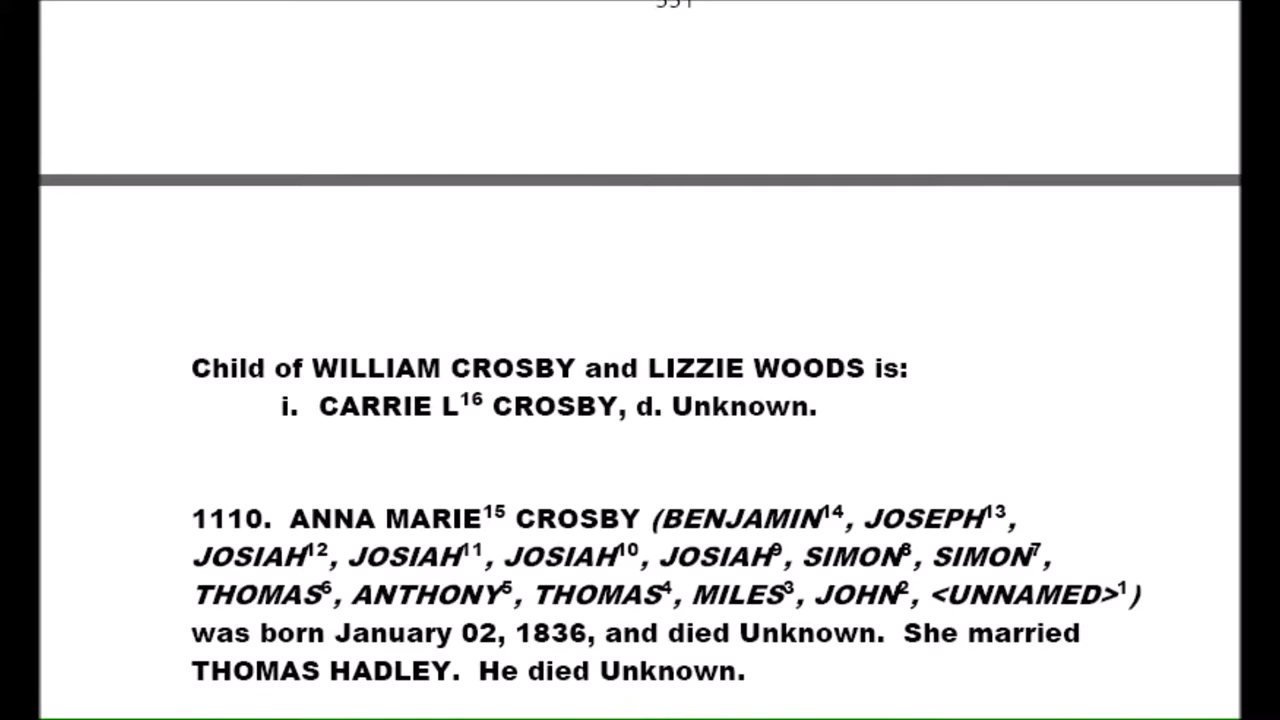 Child of WILLIAM CROSBY and LIZZIE WOODS is:
i. CARRIE L16 CROSBY, d. Unknown.
1110. ANNA MARIE15 CROSBY (BENJAMIN14, JOSEPH13,
JOSIAH12, JOSIAH11, JOSIAH10, JOSIAH9, SIMON8, SIMON7,
THOMAS6, ANTHONY5, THOMAS4, MILES3, JOHN2, <UNNAMED>1)
was born January 02, 1836, and died Unknown. She married
THOMAS HADLEY. He died Unknown.